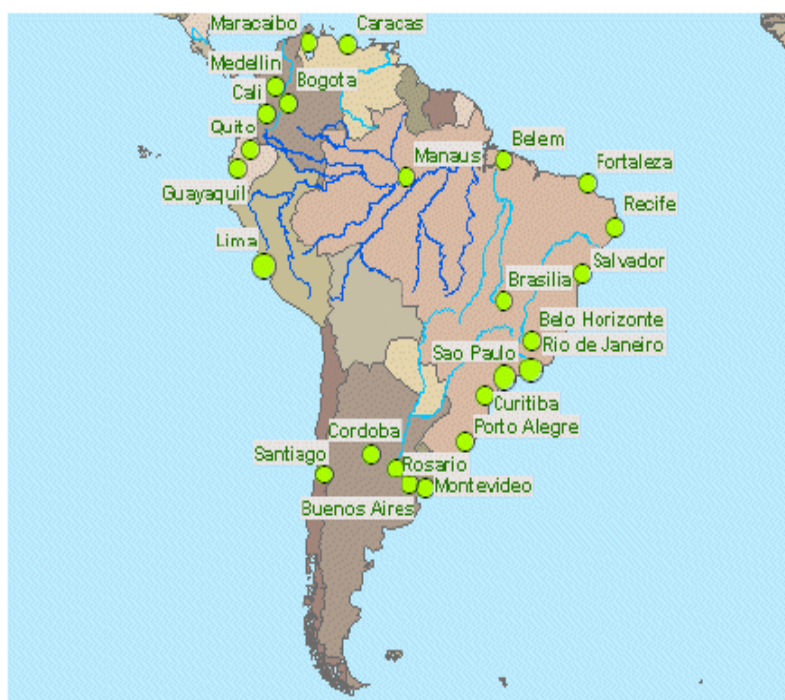 Maracaibo
Caracas
Medellin
Bogota
Cali
Quito
Guayaquil
Manaus
Belem
Fortaleza
Recife
Lima
Salvador
Brasilia
Belo Horizonte
Rio de Janeiro
Sao Paulo
Curitiba
Porto Alegre
Cordoba
Santiago
Rosario
Montevideo
Buenos Aires